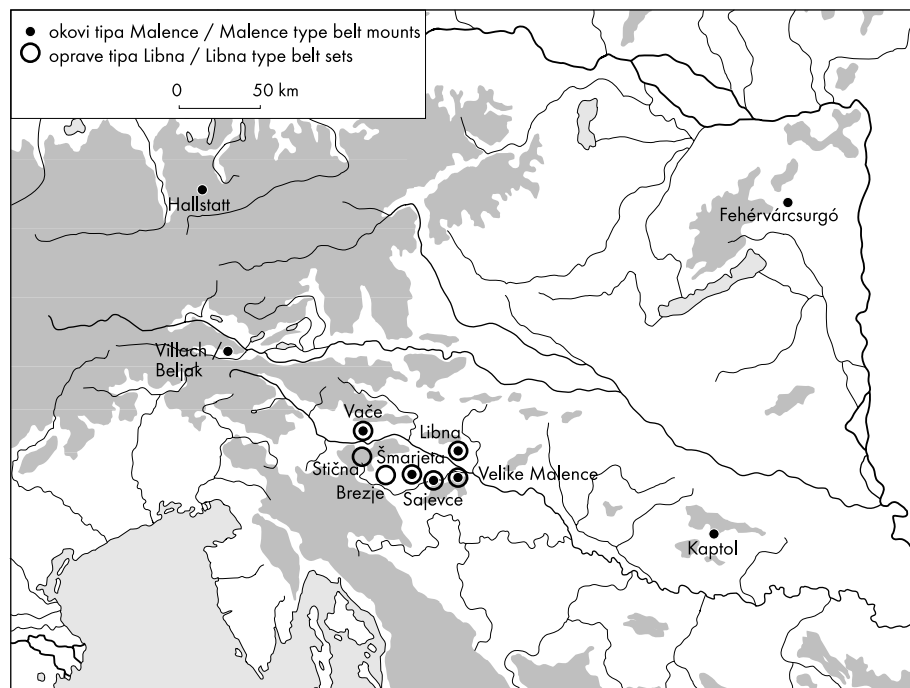 okovi tipa Malence / Malence type belt mounts
oprave tipa Libna / Libna type belt sets
0 50 km
Hallstatt
Fehérvárcsurgó
Villach /
Beljak
Vače
Libna
Šmarjeta
Stična
Velike Malence
Brezje
Sajevce
Kaptol